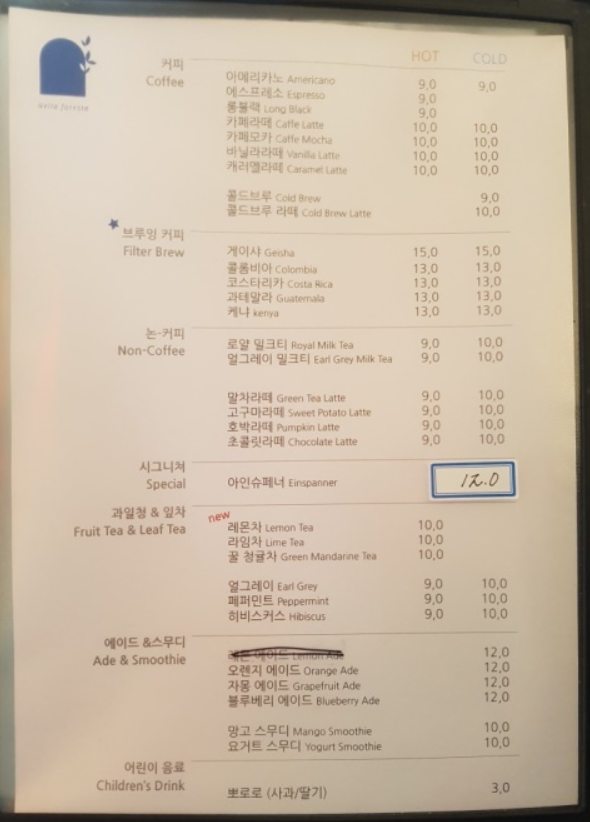 HOT COLD
커피
Coffee
아메리카노 Americano 9,0 9,0
에스프레소 Espresso 9,0
롱블랙 Long Black 9,0
카페라떼 Caffe Latte 10,0 10,0
카페모카 Caffe Mocha 10,0 10,0
바닐라라떼 Vanilla Latte 10,0 10,0
캐러멜라떼 Caramel Latte 10,0 10,0
콜드브루 Cold Brew 9,0
콜드브루 라떼 Cold Brew Latte 10,0
브루잉 커피
Filter Brew
게이샤 Geisha 15,0 15,0
콜롬비아 Colombia 13,0 13,0
코스타리카 Costa Rica 13,0 13,0
과테말라 Guatemala 13,0 13,0
케냐 kenya 13,0 13,0
논-커피
Non-Coffee
로얄 밀크티 Royal Milk Tea 9,0 10,0
얼그레이 밀크티 Earl Grey Milk Tea 9,0 10,0
말차라떼 Green Tea Latte 9,0 10,0
고구마라떼 Sweet Potato Latte 9,0 10,0
호박라떼 Pumpkin Latte 9,0 10,0
초콜릿라떼 Chocolate Latte 9,0 10,0
시그니쳐
Special
아인슈페너 Einspanner 12.0
과일청 & 잎차
Fruit Tea & Leaf Tea
new
레몬차 Lemon Tea 10,0
라임차 Lime Tea 10,0
꿀 청귤차 Green Mandarine Tea 10,0
얼그레이 Earl Grey 9,0 10,0
페퍼민트 Peppermint 9,0 10,0
히비스커스 Hibiscus 9,0 10,0
에이드 &스무디
Ade & Smoothie
레몬 에이드 Lemon Ade 12,0
오렌지 에이드 Orange Ade 12,0
자몽 에이드 Grapefruit Ade 12,0
블루베리 에이드 Blueberry Ade 12,0
망고 스무디 Mango Smoothie 10,0
요거트 스무디 Yogurt Smoothie 10,0
어린이 음료
Children's Drink
뽀로로 (사과/딸기) 3,0